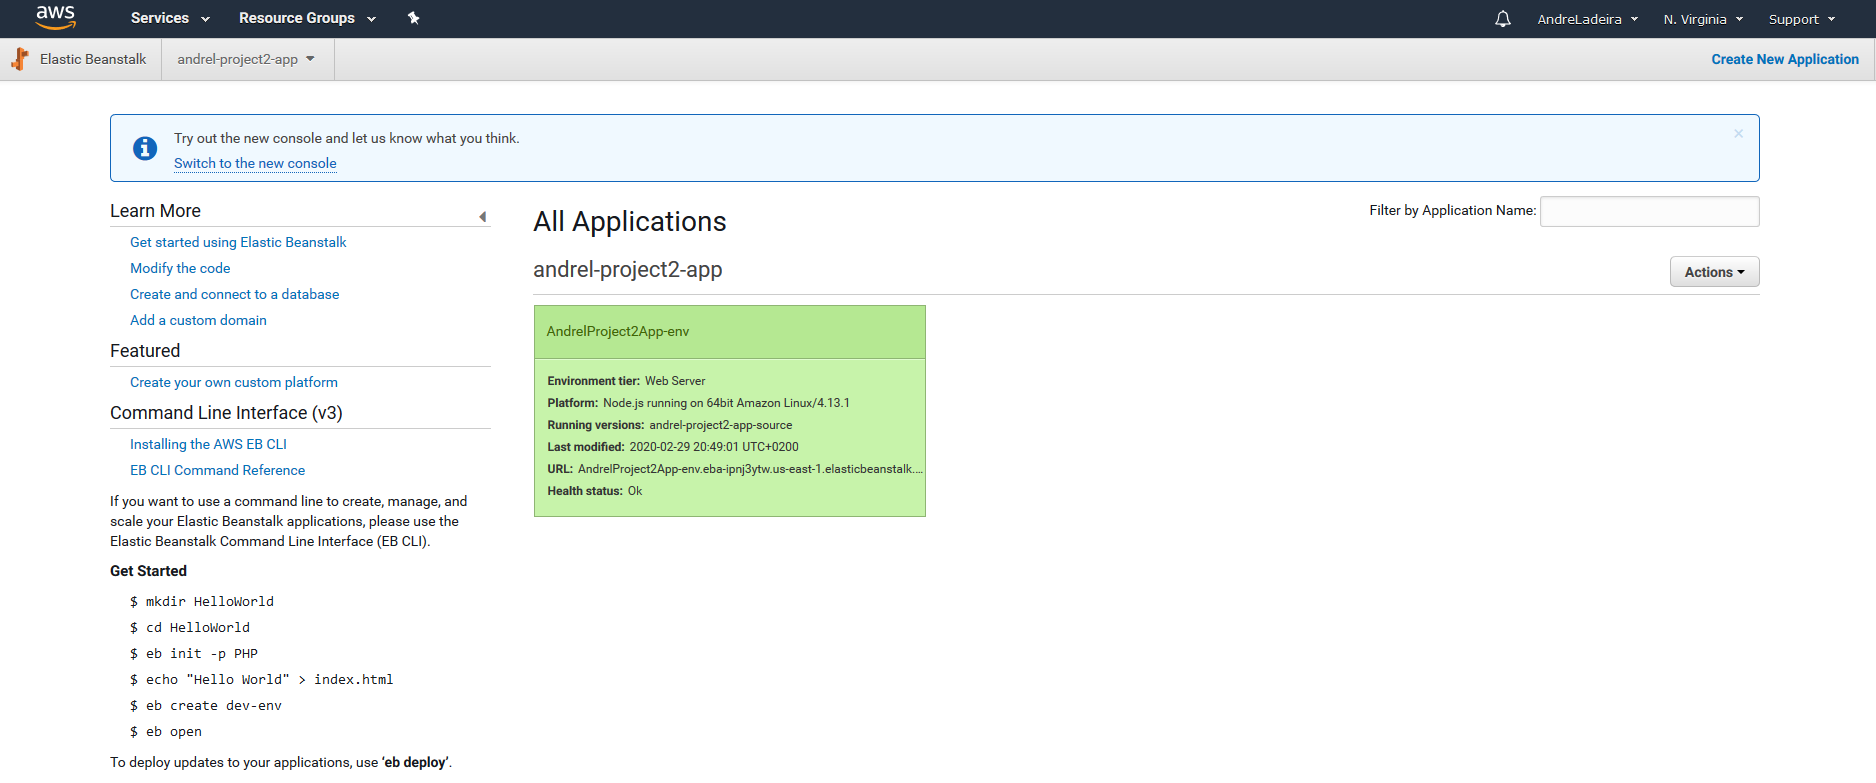 aws Services Resource Groups AndreLadeira N. Virginia Support
Elastic Beanstalk andrel-project2-app Create New Application
Try out the new console and let us know what you think.
Switch to the new console
×
Learn More
Get started using Elastic Beanstalk
Modify the code
Create and connect to a database
Add a custom domain
Featured
Create your own custom platform
Command Line Interface (v3)
Installing the AWS EB CLI
EB CLI Command Reference
If you want to use a command line to create, manage, and
scale your Elastic Beanstalk applications, please use the
Elastic Beanstalk Command Line Interface (EB CLI).
Get Started
$ mkdir HelloWorld
$ cd HelloWorld
$ eb init -p PHP
$ echo "Hello World" > index.html
$ eb create dev-env
$ eb open
To deploy updates to your applications, use ‘eb deploy’.
All Applications
Filter by Application Name:
andrel-project2-app
Actions
AndrelProject2App-env
Environment tier: Web Server
Platform: Node.js running on 64bit Amazon Linux/4.13.1
Running versions: andrel-project2-app-source
Last modified: 2020-02-29 20:49:01 UTC+0200
URL: AndrelProject2App-env.eba-ipnj3ytw.us-east-1.elasticbeanstalk....
Health status: Ok